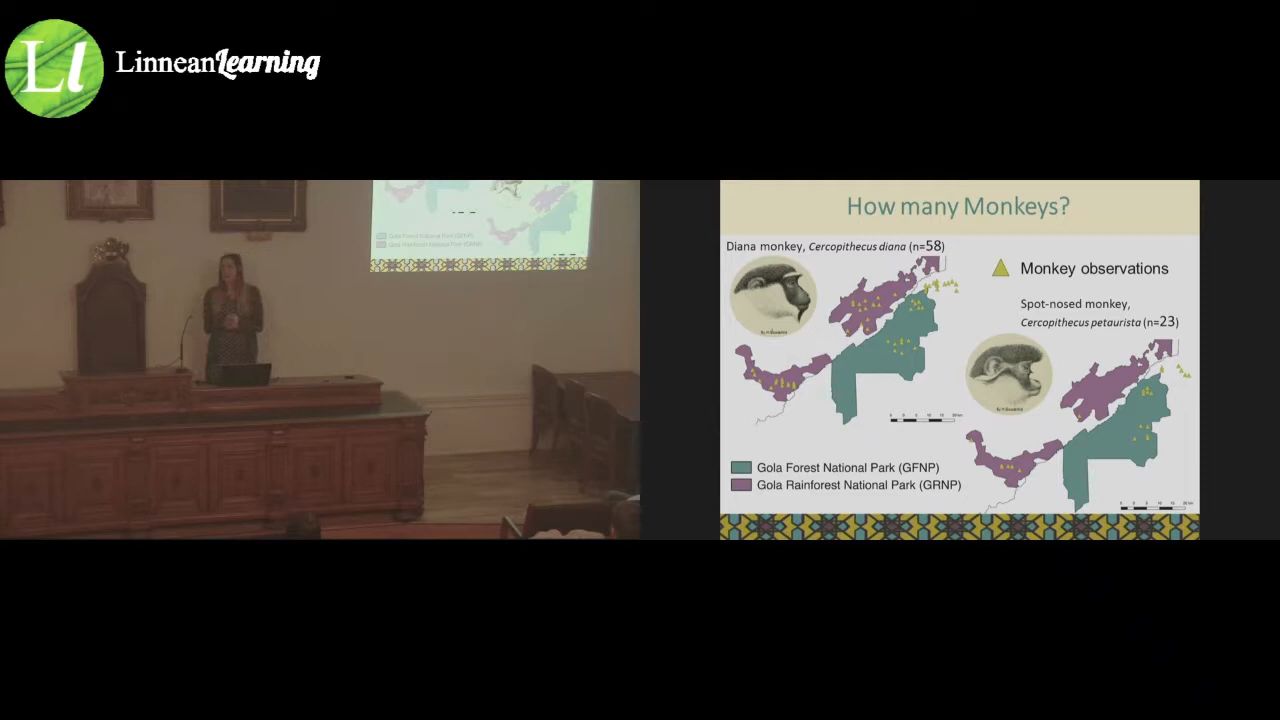 Ll LinneanLearning
How many Monkeys?
Diana monkey, Cercopithecus diana (n=58)
Monkey observations
Spot-nosed monkey,
Cercopithecus petaurista (n=23)
Gola Forest National Park (GFNP)
Gola Rainforest National Park (GRNP)